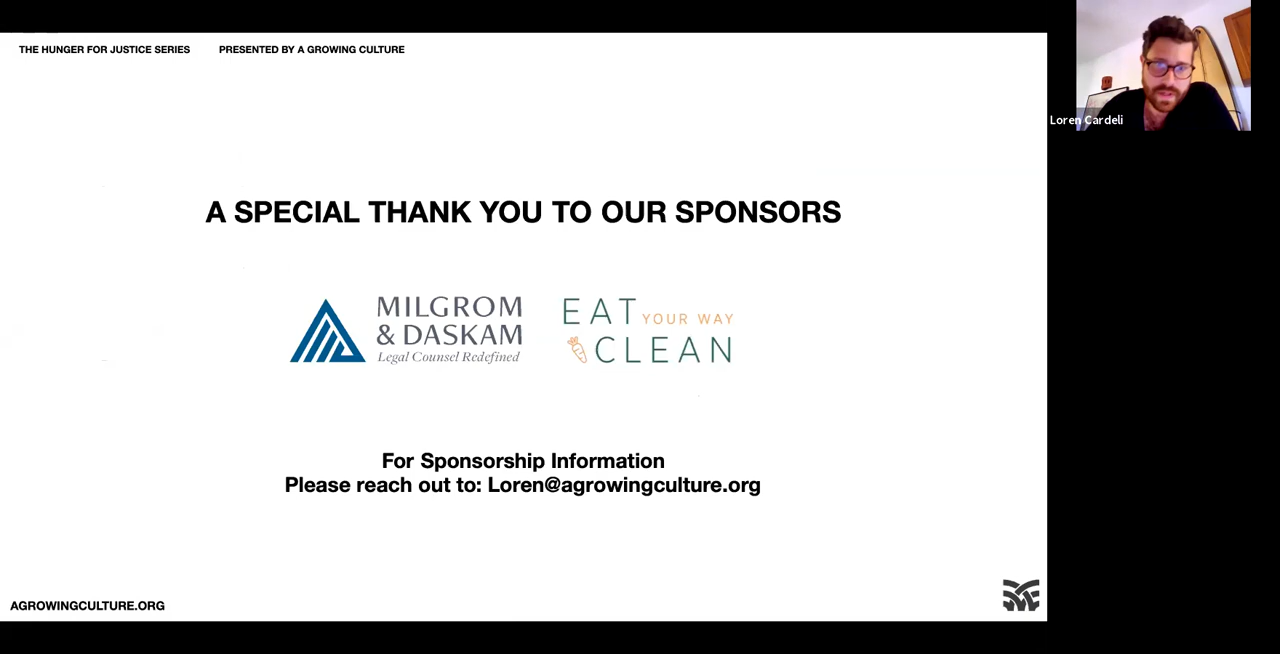 THE HUNGER FOR JUSTICE SERIES PRESENTED BY A GROWING CULTURE
Loren Cardeli
A SPECIAL THANK YOU TO OUR SPONSORS
MILGROM
& DASKAM
Legal Counsel Redefined
EAT YOUR WAY
CLEAN
For Sponsorship Information
Please reach out to: Loren@agrowingculture.org
AGROWINGCULTURE.ORG